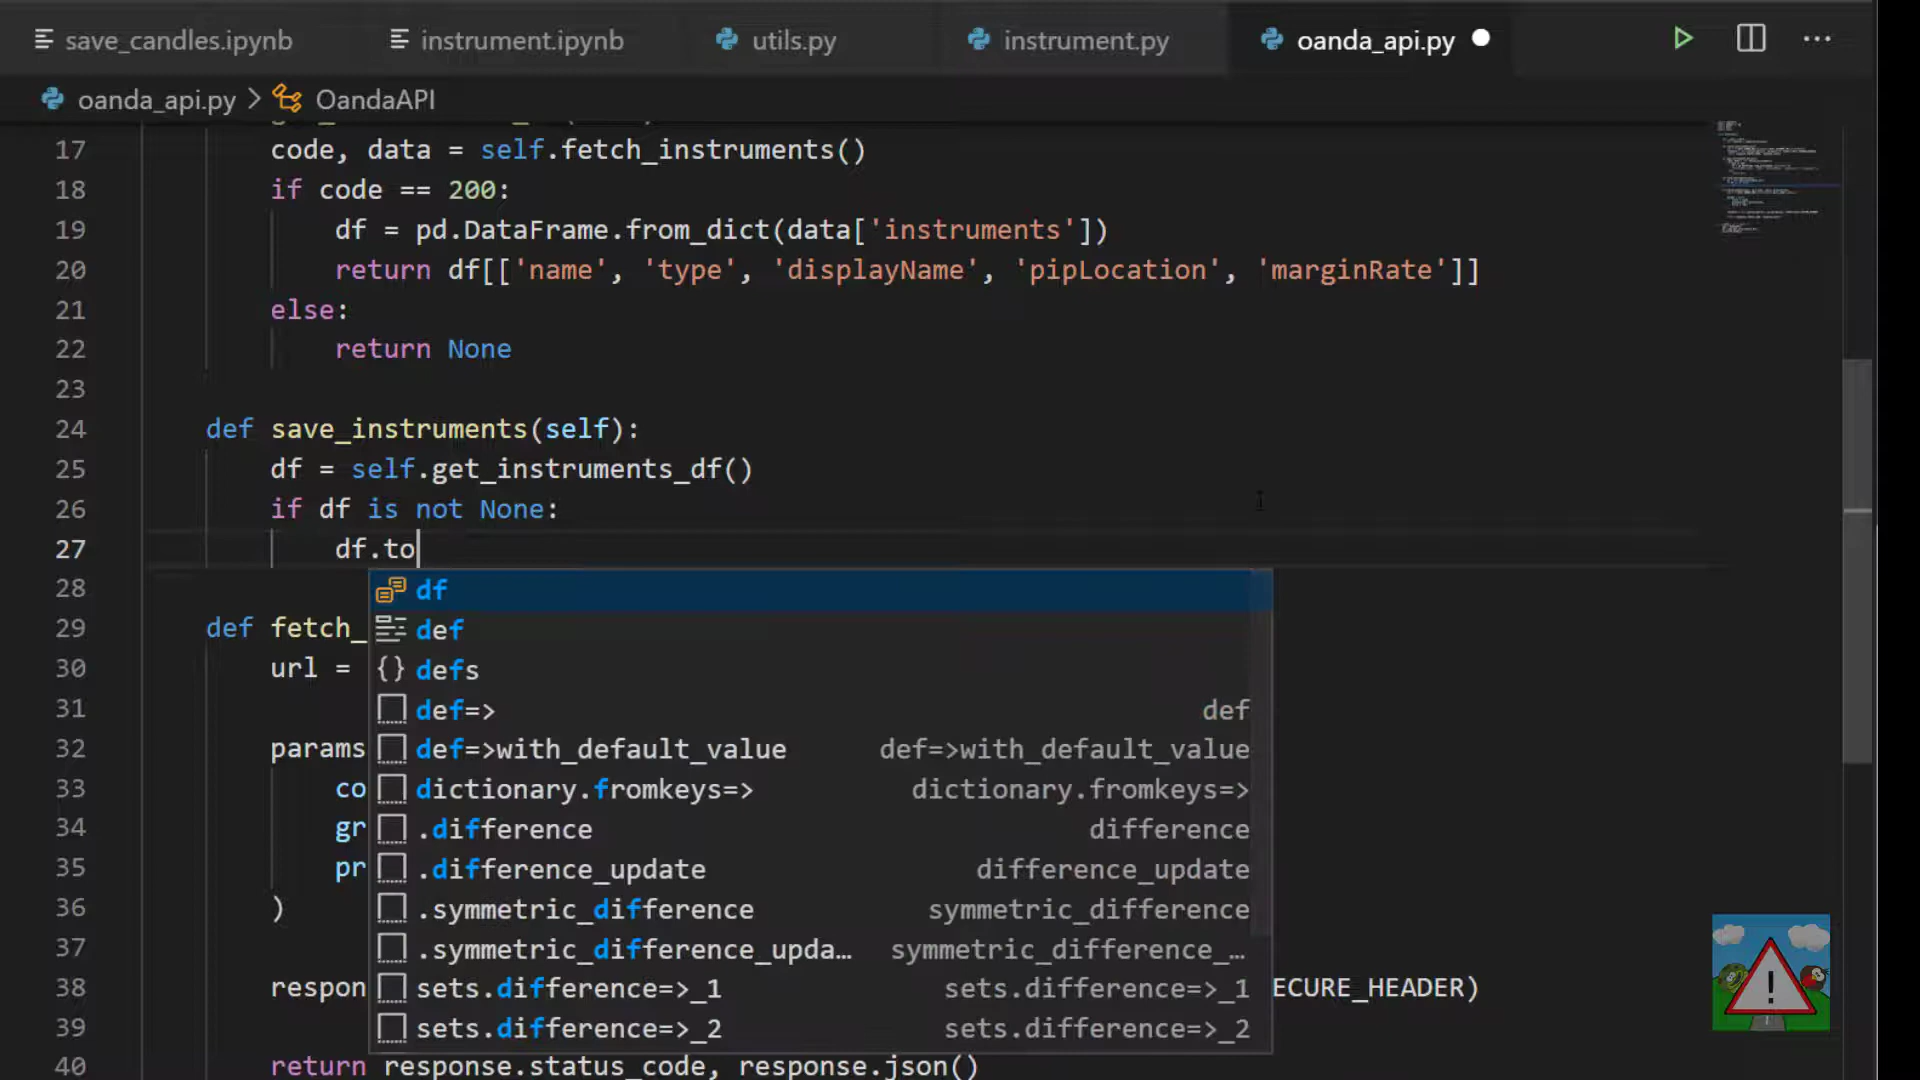 save_candles.ipynb instrument.ipynb utils.py instrument.py oanda_api.py
oanda_api.py > OandaAPI
17 code, data = self.fetch_instruments()
18 if code == 200:
19 df = pd.DataFrame.from_dict(data['instruments'])
20 return df[['name', 'type', 'displayName', 'pipLocation', 'marginRate']]
21 else:
22 return None
23
24 def save_instruments(self):
25 df = self.get_instruments_df()
26 if df is not None:
27 df.to
28 df
29 def fetch_ def
30 url = {} defs
31 def=> def
32 params def=>with_default_value def=>with_default_value
33 co dictionary.fromkeys=> dictionary.fromkeys=>
34 gr .difference difference
35 pr .difference_update difference_update
36 ) .symmetric_difference symmetric_difference
37 .symmetric_difference_upda… symmetric_difference_…
38 respon sets.difference=>_1 sets.difference=>_1 ECURE_HEADER)
39 sets.difference=>_2 sets.difference=>_2
40 return response.status_code, response.json()